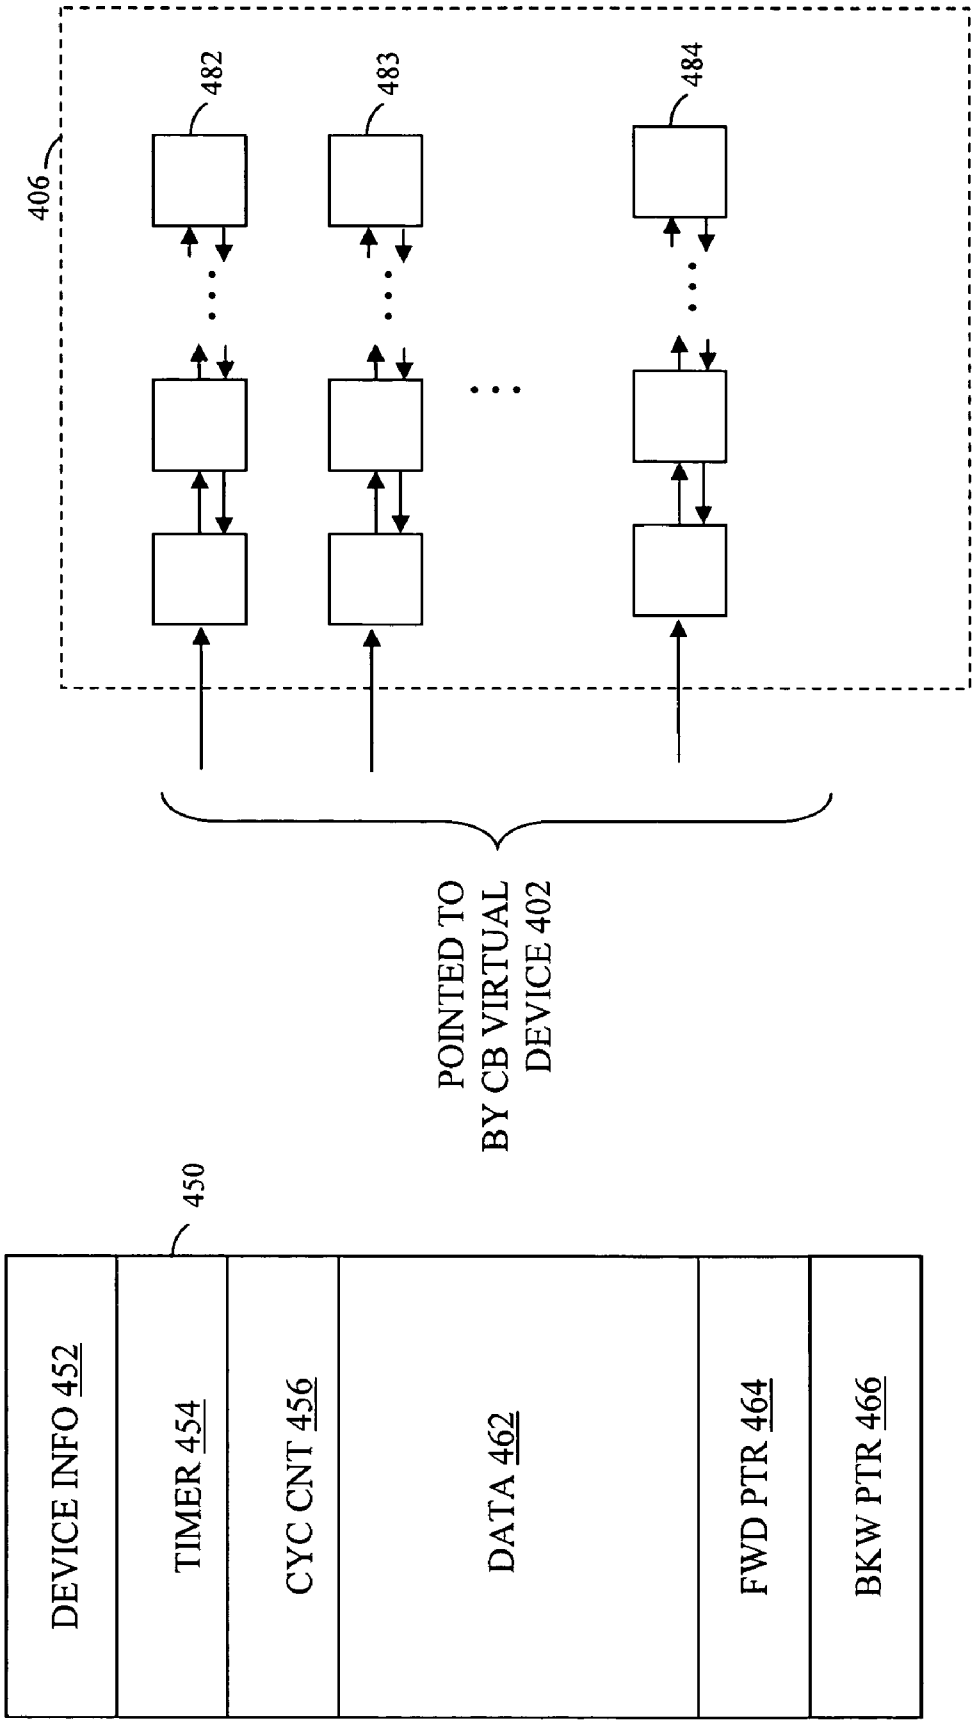 DEVICE INFO 452
TIMER 454
CYC CNT 456
DATA 462
FWD PTR 464
BKW PTR 466
450
POINTED TO
BY CB VIRTUAL
DEVICE 402
406
482
483
484